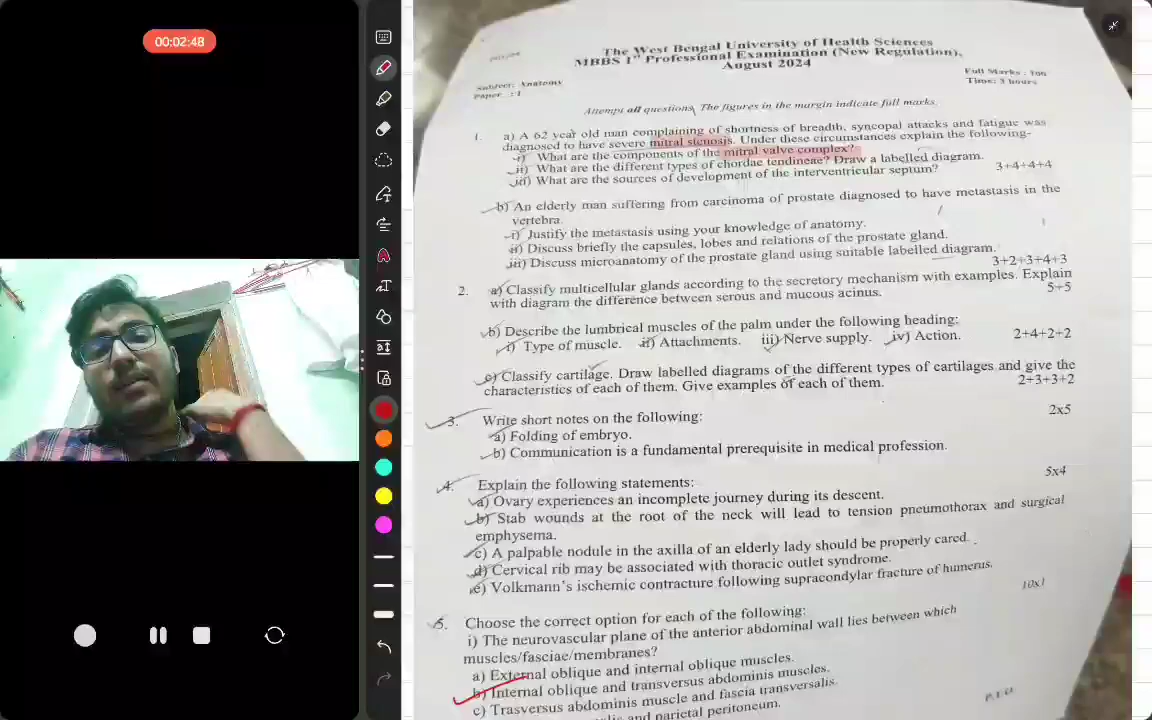 00:02:48
The West Bengal University of Health Sciences
MBBS 1st Professional Examination (New Regulation),
August 2024
Subject: Anatomy
Paper : I
Full Marks : 100
Time: 3 hours
Attempt all questions, The figures in the margin indicate full marks.
1.
a) A 62 year old man complaining of shortness of breadth, syncopal attacks and fatigue was
diagnosed to have severe mitral stenosis. Under these circumstances explain the following-
i) What are the components of the mitral valve complex?
ii) What are the different types of chordae tendineae? Draw a labelled diagram.
iii) What are the sources of development of the interventricular septum?
3+4+4+4
b) An elderly man suffering from carcinoma of prostate diagnosed to have metastasis in the
vertebra.
i) Justify the metastasis using your knowledge of anatomy.
ii) Discuss briefly the capsules, lobes and relations of the prostate gland.
iii) Discuss microanatomy of the prostate gland using suitable labelled diagram.
3+2+3+4+3
2. a) Classify multicellular glands according to the secretory mechanism with examples. Explain
with diagram the difference between serous and mucous acinus.
5+5
b) Describe the lumbrical muscles of the palm under the following heading:
i) Type of muscle. ii) Attachments. iii) Nerve supply. iv) Action.
2+4+2+2
c) Classify cartilage. Draw labelled diagrams of the different types of cartilages and give the
characteristics of each of them. Give examples of each of them.
2+3+3+2
3. Write short notes on the following:
2x5
a) Folding of embryo.
b) Communication is a fundamental prerequisite in medical profession.
4. Explain the following statements:
5x4
a) Ovary experiences an incomplete journey during its descent.
b) Stab wounds at the root of the neck will lead to tension pneumothorax and surgical
emphysema.
c) A palpable nodule in the axilla of an elderly lady should be properly cared.
d) Cervical rib may be associated with thoracic outlet syndrome.
e) Volkmann's ischemic contracture following supracondylar fracture of humerus.
5. Choose the correct option for each of the following:
10x1
i) The neurovascular plane of the anterior abdominal wall lies between which
muscles/fasciae/membranes?
a) External oblique and internal oblique muscles.
b) Internal oblique and transversus abdominis muscles.
c) Trasversus abdominis muscle and fascia transversalis.
and parietal peritoneum.
P.T.O